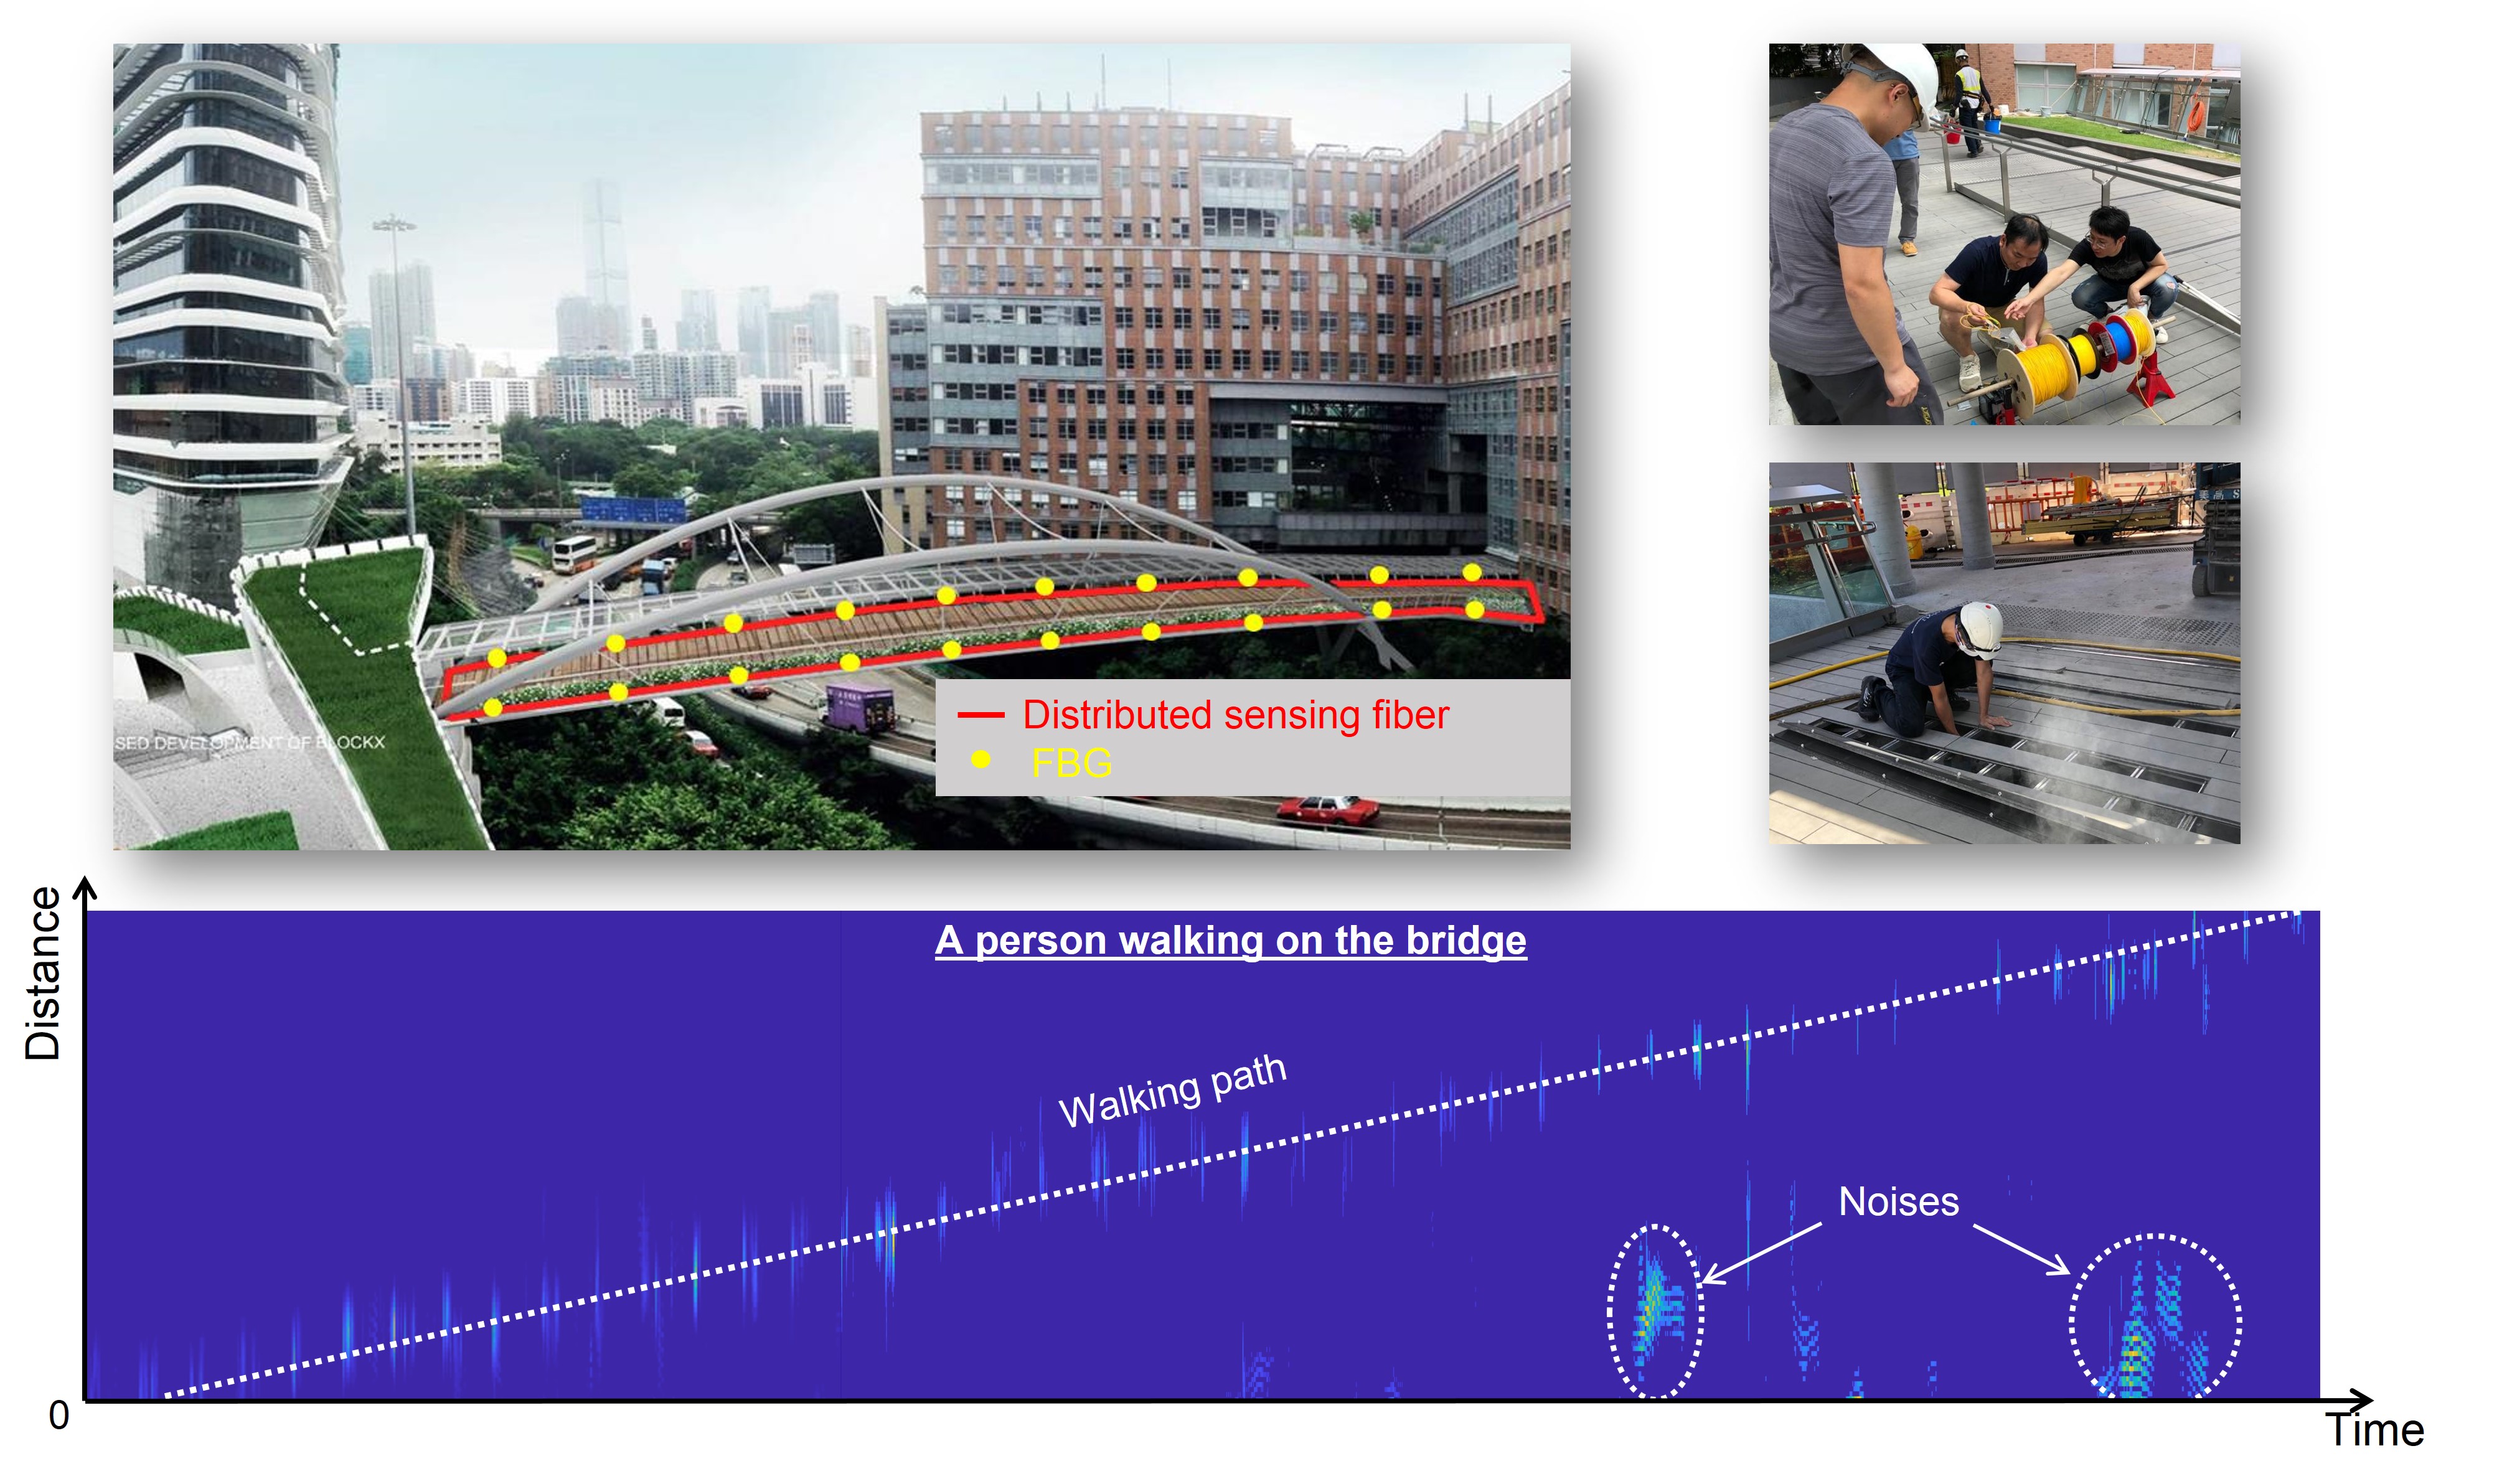 SED DEVELOPMENT OF BLOCKX
Distributed sensing fiber
FBG
Distance
A person walking on the bridge
Walking path
Noises
0
Time